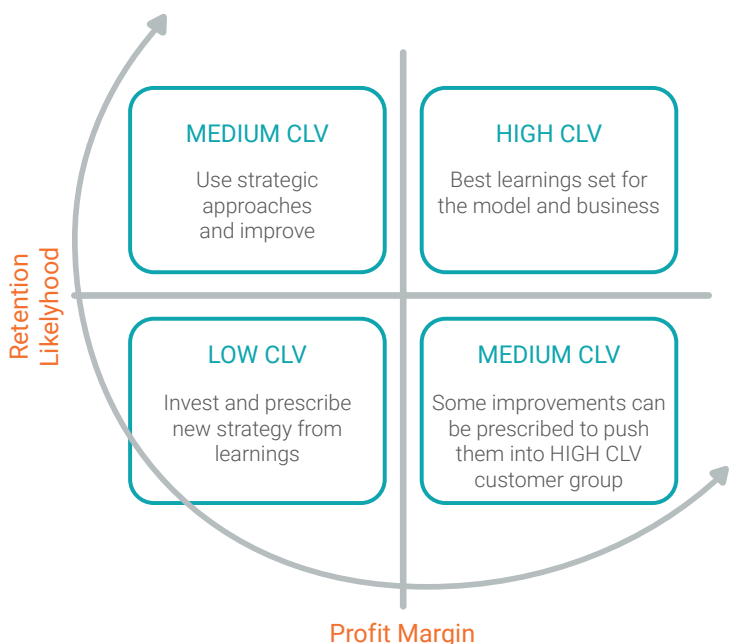 MEDIUM CLV
Use strategic
approaches
and improve
HIGH CLV
Best learnings set for
the model and business
Retention
Likelyhood
LOW CLV
Invest and prescribe
new strategy from
learnings
MEDIUM CLV
Some improvements can
be prescribed to push
them into HIGH CLV
customer group
Profit Margin